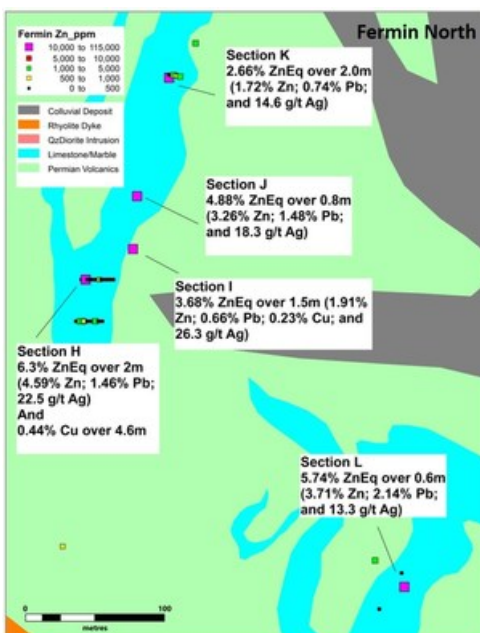 Fermin North
Fermin Zn_ppm
10,000 to 115,000
5,000 to 10,000
1,000 to 5,000
500 to 1,000
0 to 500
Colluvial Deposit
Rhyolite Dyke
QzDiorite Intrusion
Limestone/Marble
Permian Volcanics
Section K
2.66% ZnEq over 2.0m
(1.72% Zn; 0.74% Pb;
and 14.6 g/t Ag)
Section J
4.88% ZnEq over 0.8m
(3.26% Zn; 1.48% Pb;
and 18.3 g/t Ag)
Section I
3.68% ZnEq over 1.5m (1.91%
Zn; 0.66% Pb; 0.23% Cu; and
26.3 g/t Ag)
Section H
6.3% ZnEq over 2m
(4.59% Zn; 1.46% Pb;
22.5 g/t Ag)
And
0.44% Cu over 4.6m
Section L
5.74% ZnEq over 0.6m
(3.71% Zn; 2.14% Pb;
and 13.3 g/t Ag)
0 100
metres